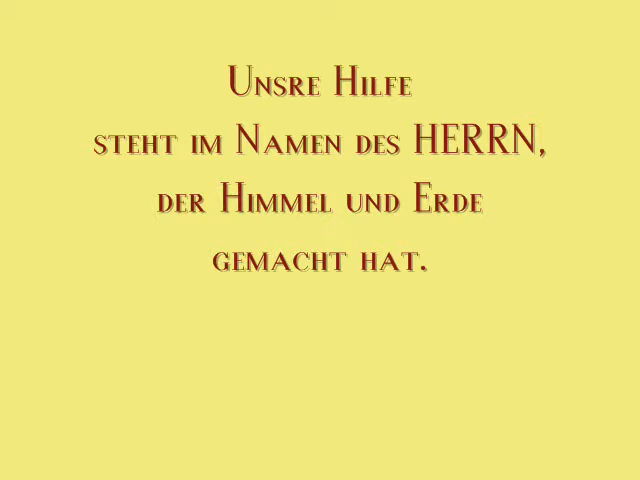 Unsre Hilfe
steht im Namen des HERRN,
der Himmel und Erde
gemacht hat.